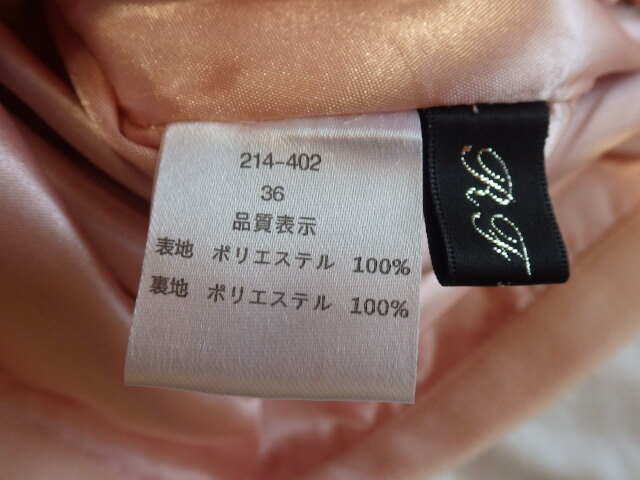 214-402
36
品質表示
表地 ポリエステル 100%
裏地 ポリエステル 100%
R.F